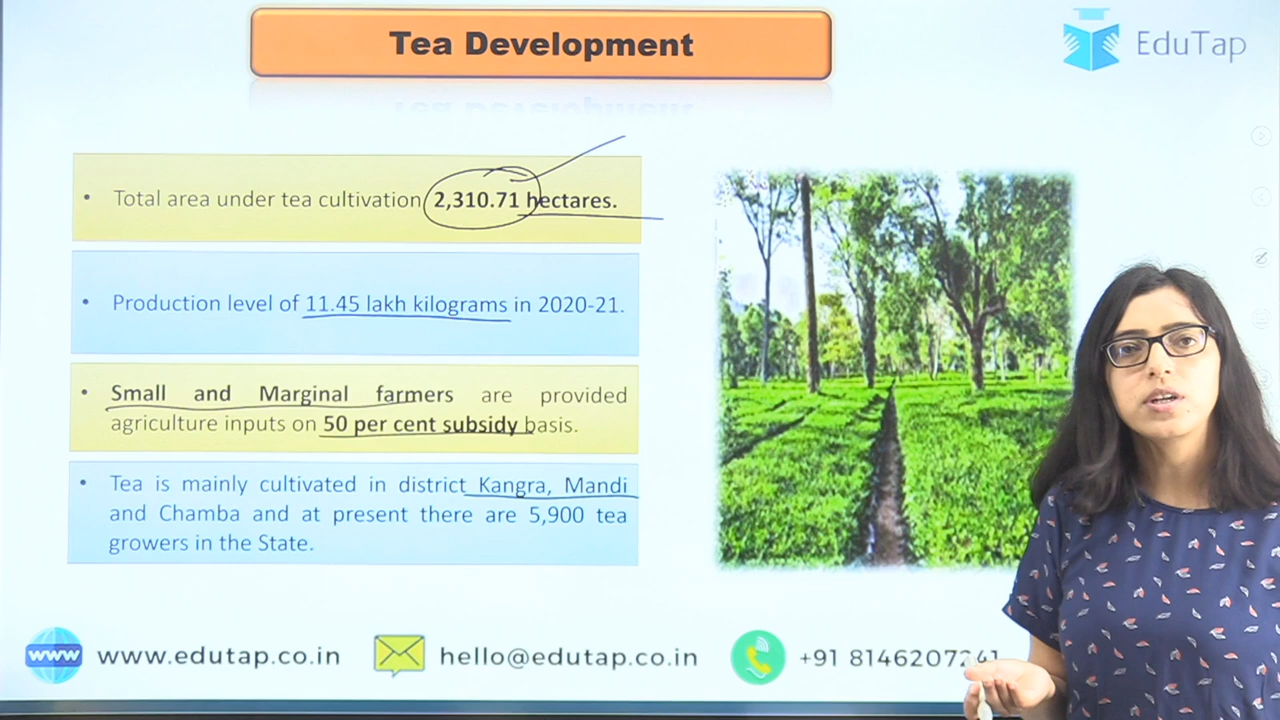 Tea Development
EduTap
• Total area under tea cultivation 2,310.71 hectares.
• Production level of 11.45 lakh kilograms in 2020-21.
• Small and Marginal farmers are provided
agriculture inputs on 50 per cent subsidy basis.
• Tea is mainly cultivated in district Kangra, Mandi
and Chamba and at present there are 5,900 tea
growers in the State.
www www.edutap.co.in hello@edutap.co.in +91 8146207241